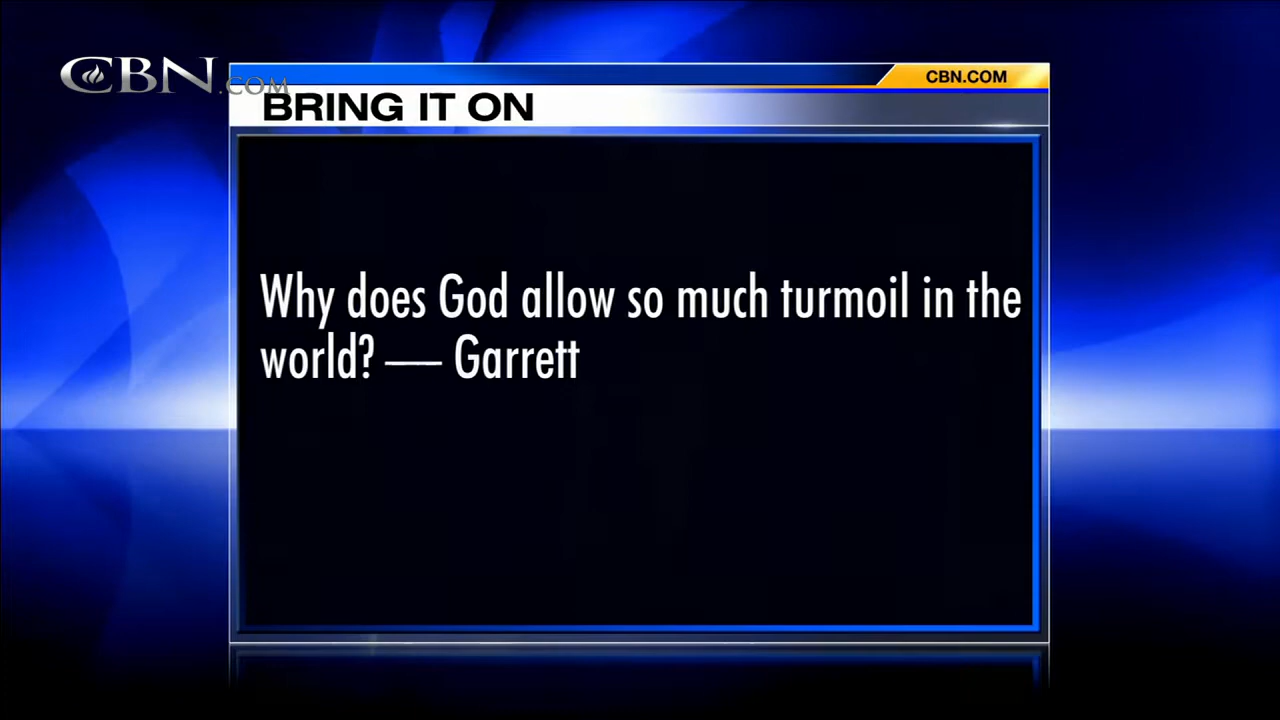 CBN.COM
CBN.COM
BRING IT ON
Why does God allow so much turmoil in the
world? — Garrett